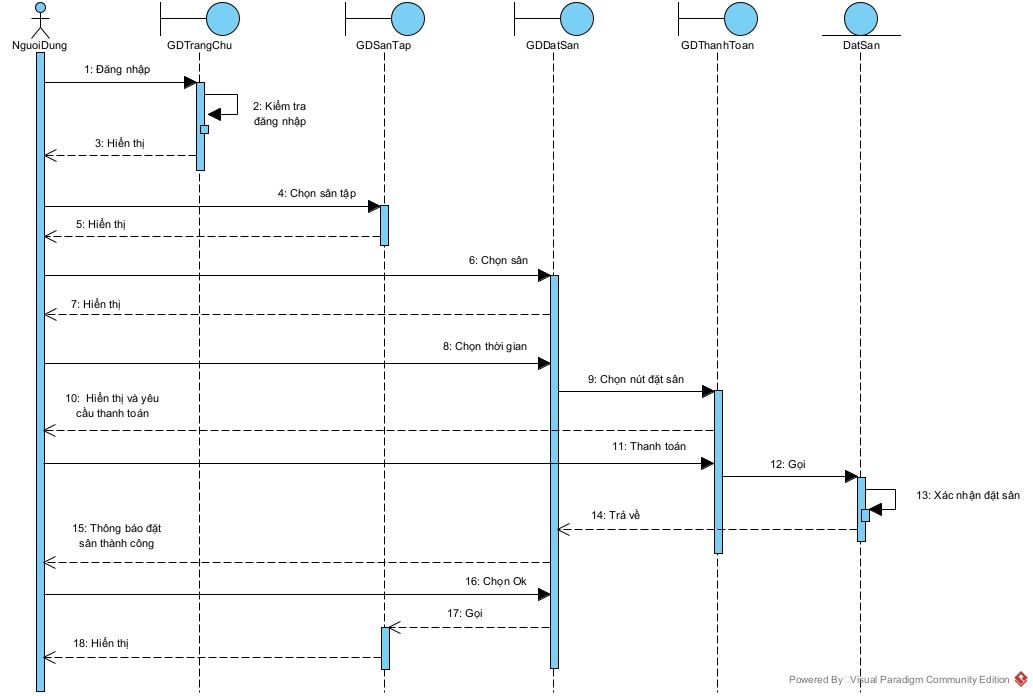 NguoiDung
GDTrangChu
GDSanTap
GDDatSan
GDThanhToan
DatSan
1: Đăng nhập
2: Kiểm tra
đăng nhập
3: Hiển thị
4: Chọn sân tập
5: Hiển thị
6: Chọn sân
7: Hiển thị
8: Chọn thời gian
9: Chọn nút đặt sân
10: Hiển thị và yêu
cầu thanh toán
11: Thanh toán
12: Gọi
13: Xác nhận đặt sân
14: Trả về
15: Thông báo đặt
sân thành công
16: Chọn Ok
17: Gọi
18: Hiển thị
Powered By Visual Paradigm Community Edition